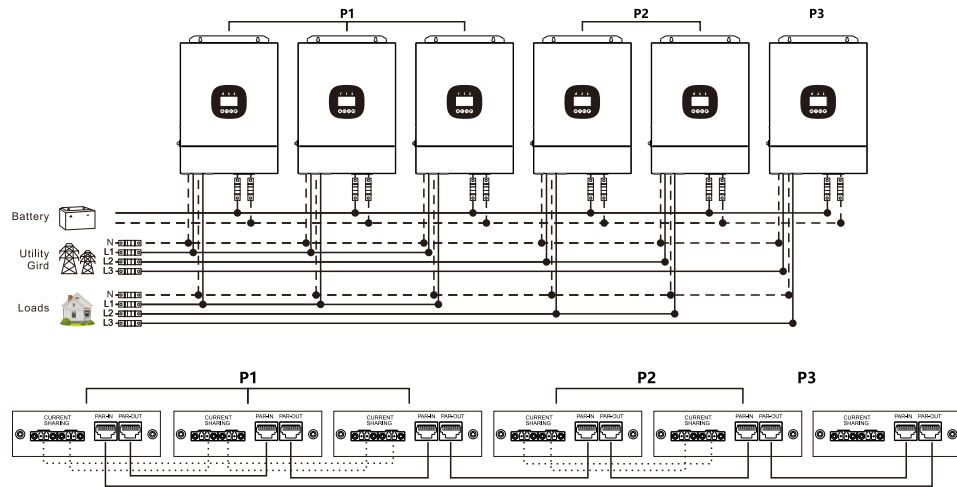 P1 P2 P3
Battery
N
L1
Utility
L2
Gird
L3
N
L1
Loads
L2
L3
P1 P2 P3
CURRENT SHARING PAR-IN PAR-OUT
CURRENT SHARING PAR-IN PAR-OUT
CURRENT SHARING PAR-IN PAR-OUT
CURRENT SHARING PAR-IN PAR-OUT
CURRENT SHARING PAR-IN PAR-OUT
CURRENT SHARING PAR-IN PAR-OUT